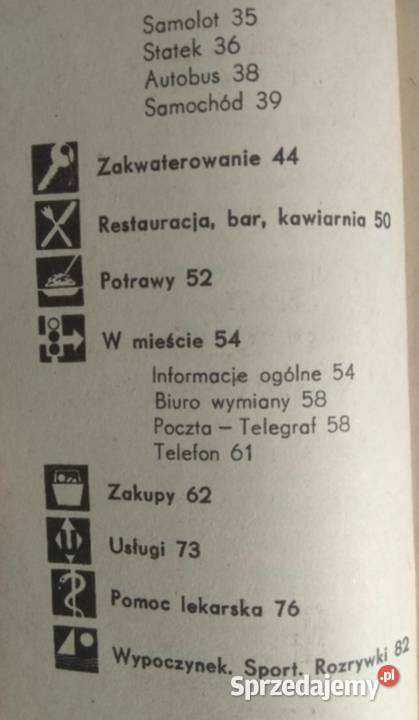 Samolot 35
Statek 36
Autobus 38
Samochód 39
Zakwaterowanie 44
Restauracja, bar, kawiarnia 50
Potrawy 52
W mieście 54
Informacje ogólne 54
Biuro wymiany 58
Poczta – Telegraf 58
Telefon 61
Zakupy 62
Usługi 73
Pomoc lekarska 76
Wypoczynek. Sport. Rozrywki 82
Sprzedajemy.pl